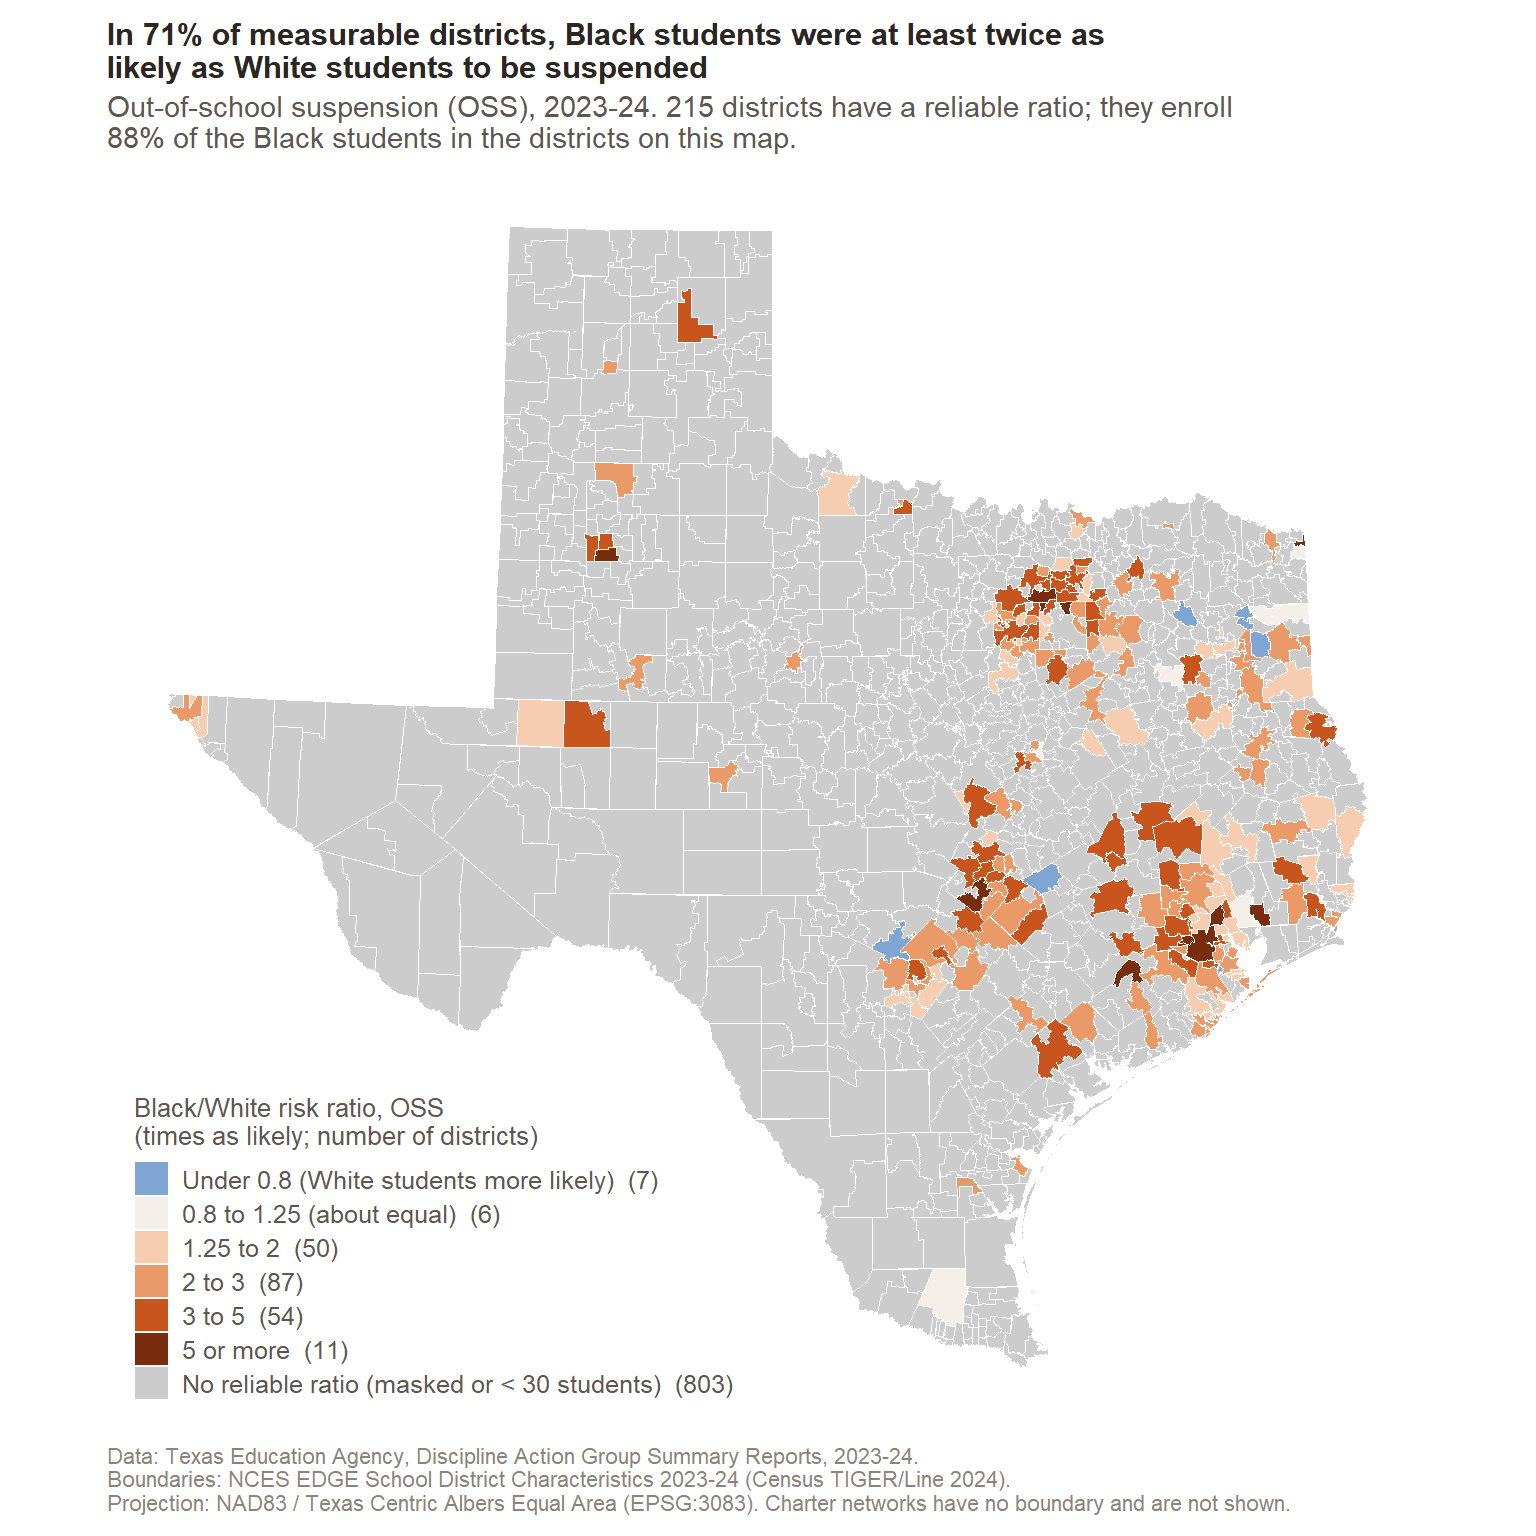 In 71% of measurable districts, Black students were at least twice as
likely as White students to be suspended
Out-of-school suspension (OSS), 2023-24. 215 districts have a reliable ratio; they enroll
88% of the Black students in the districts on this map.
Black/White risk ratio, OSS
(times as likely; number of districts)
Under 0.8 (White students more likely)  (7)
0.8 to 1.25 (about equal)  (6)
1.25 to 2  (50)
2 to 3  (87)
3 to 5  (54)
5 or more  (11)
No reliable ratio (masked or < 30 students)  (803)
Data: Texas Education Agency, Discipline Action Group Summary Reports, 2023-24.
Boundaries: NCES EDGE School District Characteristics 2023-24 (Census TIGER/Line 2024).
Projection: NAD83 / Texas Centric Albers Equal Area (EPSG:3083). Charter networks have no boundary and are not shown.